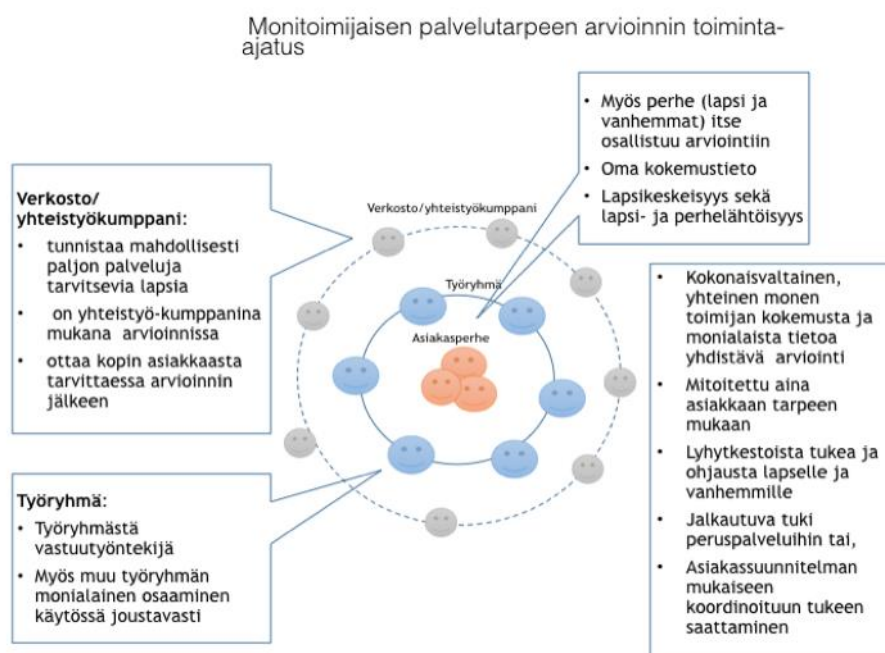 Monitoimijaisen palvelutarpeen arvioinnin toiminta-
ajatus
Verkosto/
yhteistyökumppani:
• tunnistaa mahdollisesti
paljon palveluja
tarvitsevia lapsia
• on yhteistyö-kumppanina
mukana arvioinnissa
• ottaa kopin asiakkaasta
tarvittaessa arvioinnin
jälkeen
Työryhmä:
• Työryhmästä
vastuutyöntekijä
• Myös muu työryhmän
monialainen osaaminen
käytössä joustavasti
Verkosto/yhteistyökumppani
Työryhmä
Asiakasperhe
• Myös perhe (lapsi ja
vanhemmat) itse
osallistuu arviointiin
• Oma kokemustieto
• Lapsikeskeisyys sekä
lapsi- ja perhelähtöisyys
• Kokonaisvaltainen,
yhteinen monen
toimijan kokemusta ja
monialaista tietoa
yhdistävä arviointi
• Mitoitettu aina
asiakkaan tarpeen
mukaan
• Lyhytkestoista tukea ja
ohjausta lapselle ja
vanhemmille
• Jalkautuva tuki
peruspalveluihin tai,
• Asiakassuunnitelman
mukaiseen
koordinoituun tukeen
saattaminen